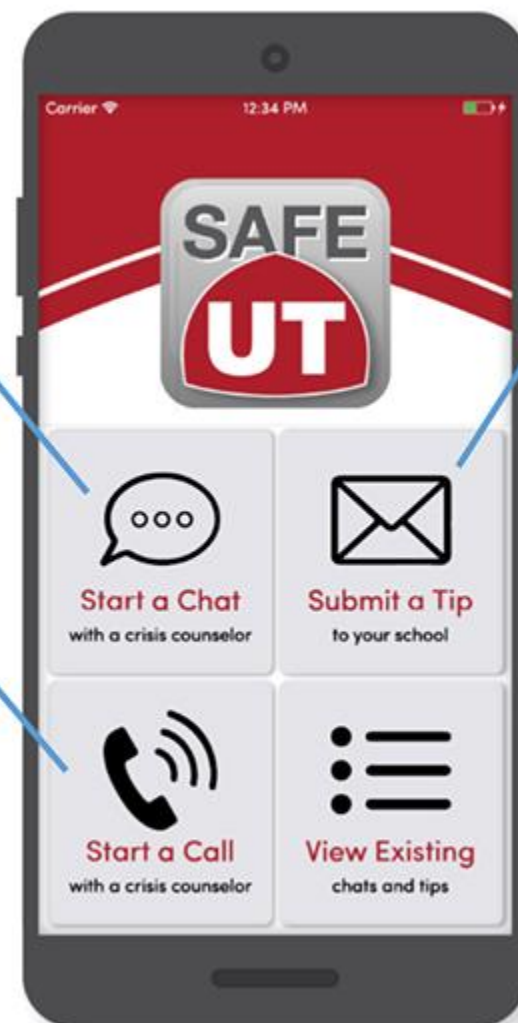 Carrier
12:34 PM
SAFE
UT
Start a Chat
with a crisis counselor
Submit a Tip
to your school
Start a Call
with a crisis counselor
View Existing
chats and tips